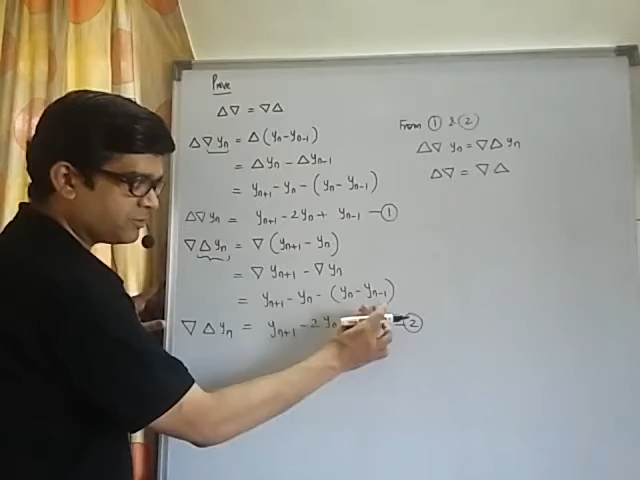 Prove
Δ∇ = ∇Δ
Δ∇yₙ = Δ(yₙ - yₙ₋₁)
= Δyₙ - Δyₙ₋₁
= yₙ₊₁ - yₙ - (yₙ - yₙ₋₁)
Δ∇yₙ = yₙ₊₁ - 2yₙ + yₙ₋₁ — ①
∇Δyₙ = ∇(yₙ₊₁ - yₙ)
= ∇yₙ₊₁ - ∇yₙ
= yₙ₊₁ - yₙ - (yₙ - yₙ₋₁)
∇Δyₙ = yₙ₊₁ - 2yₙ — ②
From ① & ②
Δ∇yₙ = ∇Δyₙ
Δ∇ = ∇Δ